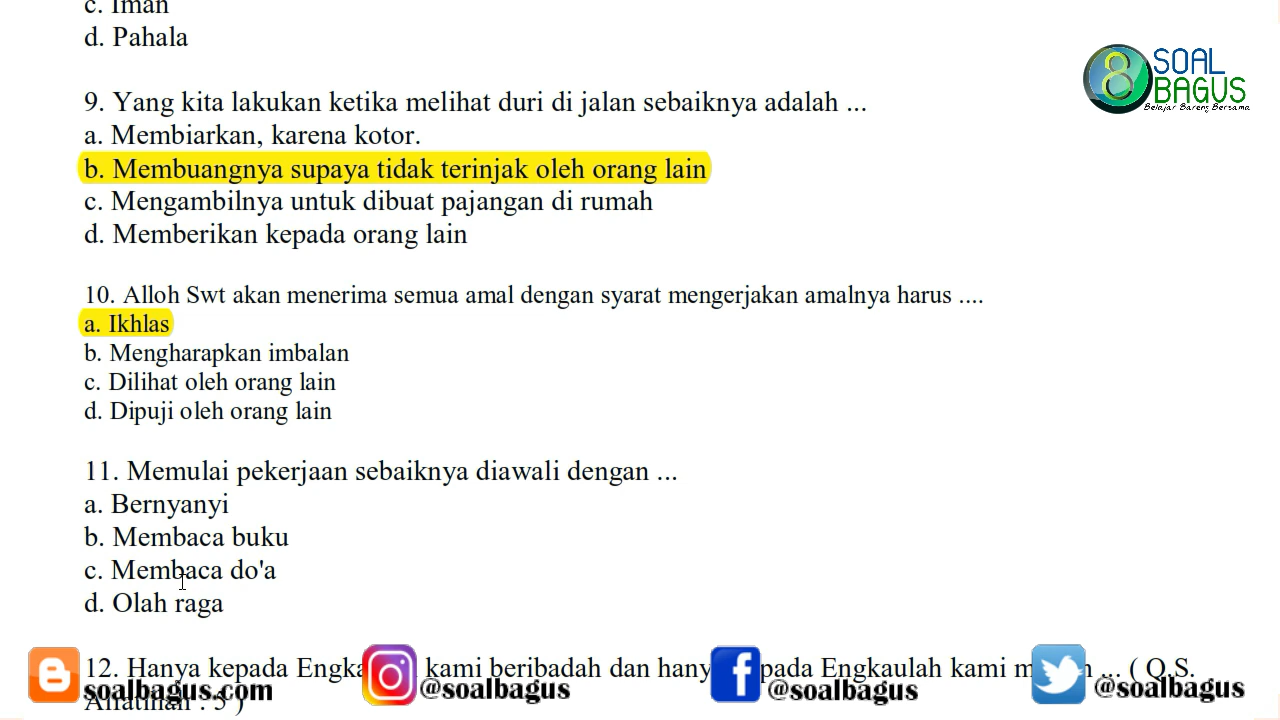 c. Iman
d. Pahala
SOAL
BAGUS
Belajar Bareng Bersama
9. Yang kita lakukan ketika melihat duri di jalan sebaiknya adalah ...
a. Membiarkan, karena kotor.
b. Membuangnya supaya tidak terinjak oleh orang lain
c. Mengambilnya untuk dibuat pajangan di rumah
d. Memberikan kepada orang lain
10. Alloh Swt akan menerima semua amal dengan syarat mengerjakan amalnya harus ....
a. Ikhlas
b. Mengharapkan imbalan
c. Dilihat oleh orang lain
d. Dipuji oleh orang lain
11. Memulai pekerjaan sebaiknya diawali dengan ...
a. Bernyanyi
b. Membaca buku
c. Membaca do'a
d. Olah raga
12. Hanya kepada kami beribadah dan Engkaulah kami ... ( Q.S.
Alfatihah : 5 )
soalbagus.com
@soalbagus
@soalbagus
@soalbagus